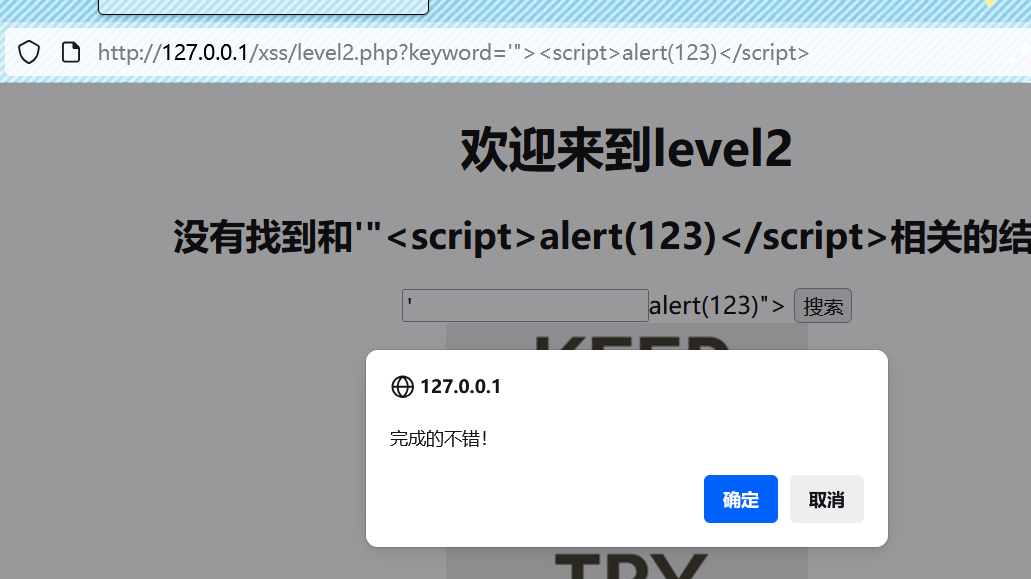 http://127.0.0.1/xss/level2.php?keyword='"><script>alert(123)</script>
欢迎来到level2
没有找到和'"<script>alert(123)</script>相关的结
'
alert(123)">
搜索
KEEP
127.0.0.1
完成的不错！
确定
取消
TRY